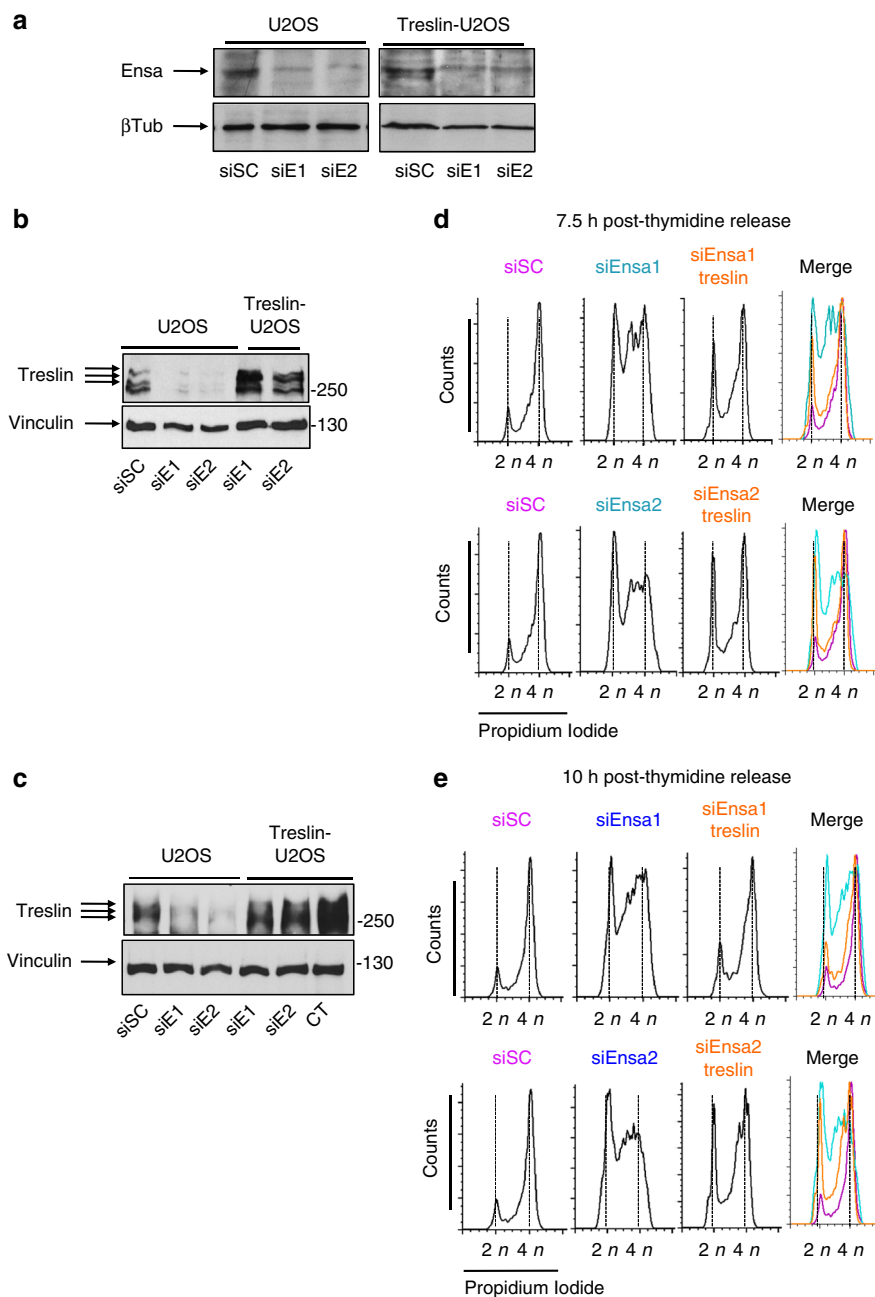 a
U2OS
Treslin-U2OS
Ensa
βTub
siSC siE1 siE2 siSC siE1 siE2
b
U2OS
Treslin-
U2OS
Treslin
-250
Vinculin
-130
siSC siE1 siE2 siE1 siE2
c
U2OS
Treslin-
U2OS
Treslin
-250
Vinculin
-130
siSC siE1 siE2 siE1 siE2 CT
d
7.5 h post-thymidine release
siSC
siEnsa1
siEnsa1
treslin
Merge
Counts
2 n 4 n 2 n 4 n 2 n 4 n 2 n 4 n
siSC
siEnsa2
siEnsa2
treslin
Merge
Counts
2 n 4 n 2 n 4 n 2 n 4 n 2 n 4 n
Propidium Iodide
e
10 h post-thymidine release
siSC
siEnsa1
siEnsa1
treslin
Merge
Counts
2 n 4 n 2 n 4 n 2 n 4 n 2 n 4 n
siSC
siEnsa2
siEnsa2
treslin
Merge
Counts
2 n 4 n 2 n 4 n 2 n 4 n 2 n 4 n
Propidium Iodide